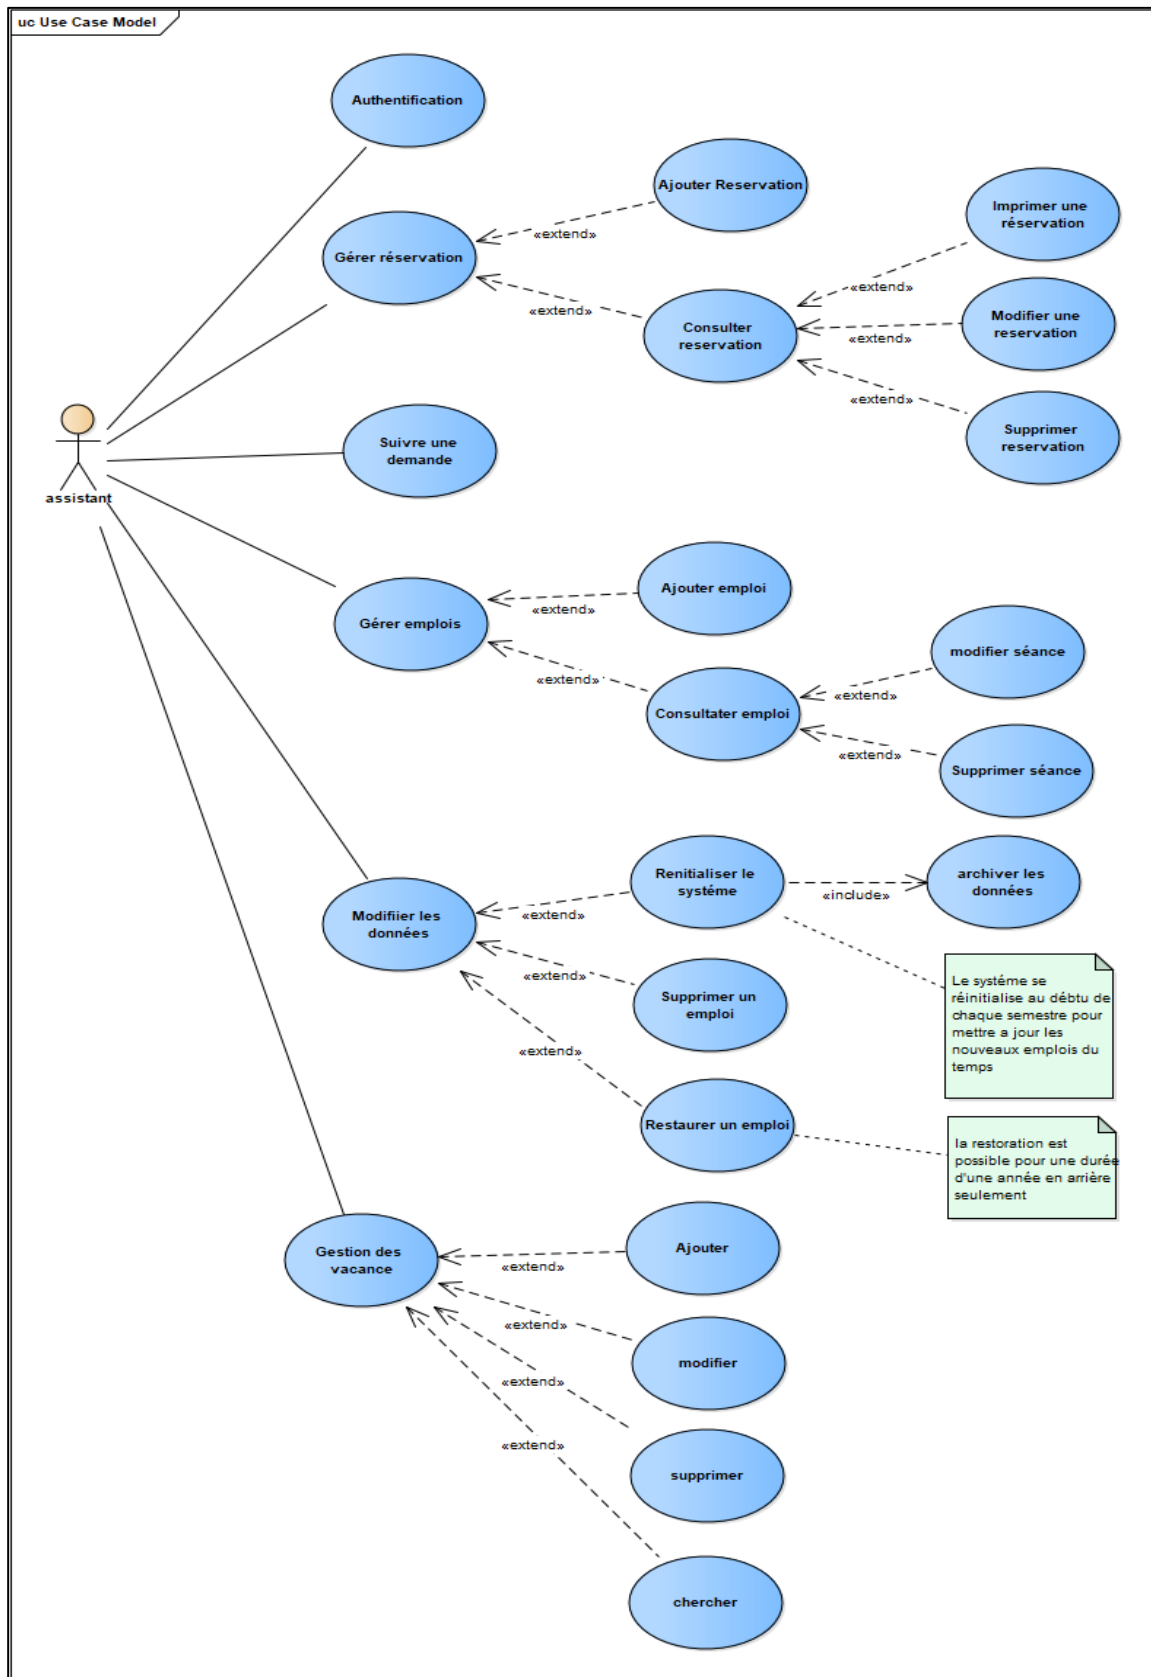 uc Use Case Model
Authentification
Ajouter Reservation
Imprimer une
réservation
«extend»
Gérer réservation
«extend»
«extend»
Consulter
reservation
Modifier une
reservation
«extend»
«extend»
Supprimer
reservation
Suivre une
demande
assistant
Ajouter emploi
«extend»
Gérer emplois
modifier séance
«extend»
«extend»
Consultater emploi
«extend»
Supprimer séance
Renitialiser le
systéme
archiver les
données
«include»
«extend»
Modifiier les
données
«extend»
Supprimer un
emploi
Le systéme se
réinitialise au débtu de
chaque semestre pour
mettre a jour les
nouveaux emplois du
temps
«extend»
Restaurer un emploi
la restoration est
possible pour une durée
d'une année en arrière
seulement
Gestion des
vacance
Ajouter
«extend»
«extend»
modifier
«extend»
«extend»
supprimer
chercher